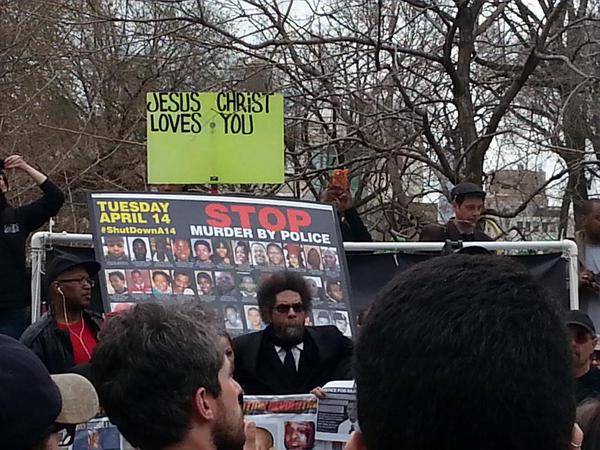 JESUS CHRIST
LOVES YOU
TUESDAY
APRIL 14
#ShutDownA14
STOP
MURDER BY POLICE